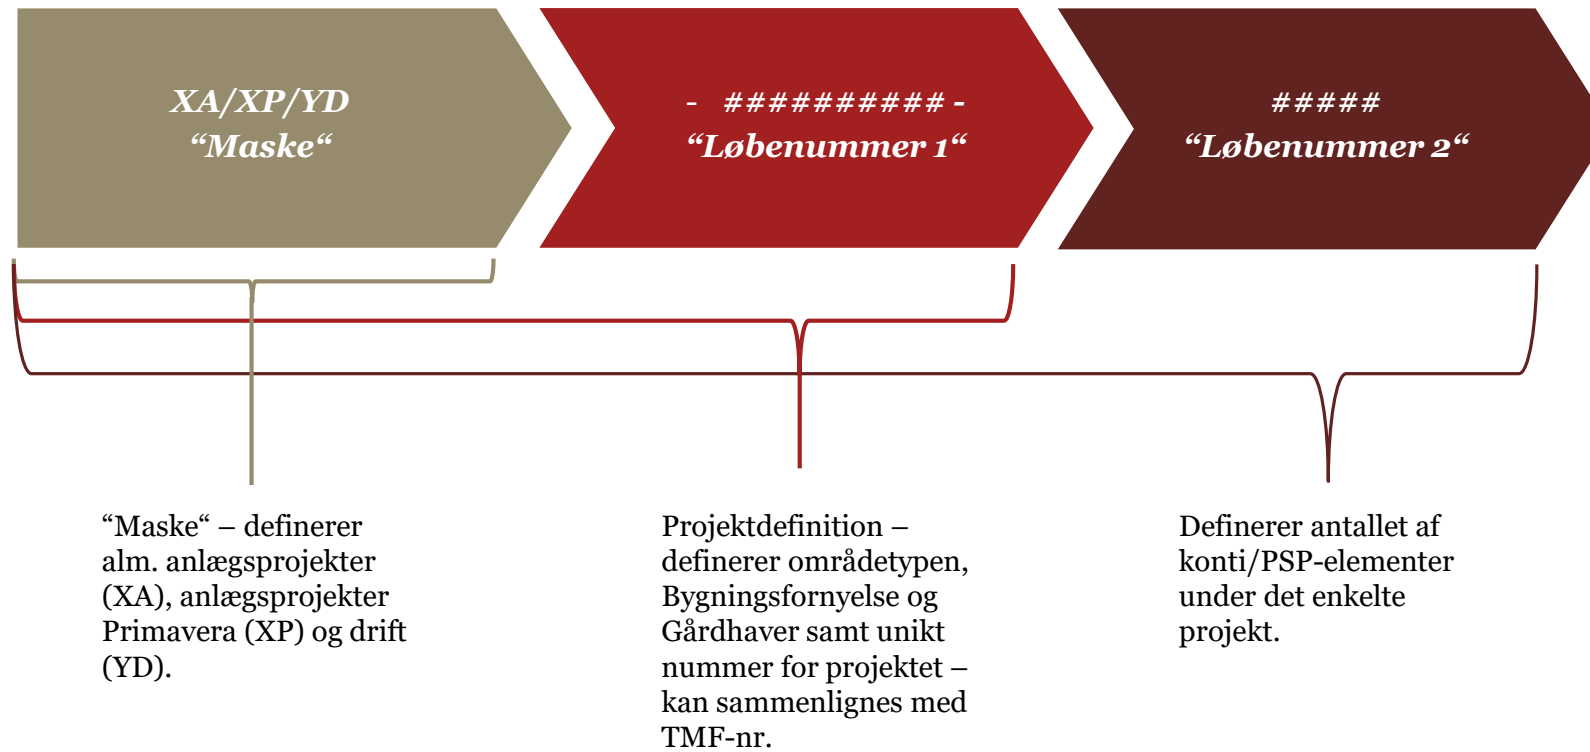 XA/XP/YD
“Maske“
- ########## -
“Løbenummer 1“
#####
“Løbenummer 2“
“Maske“ – definerer
alm. anlægsprojekter
(XA), anlægsprojekter
Primavera (XP) og drift
(YD).
Projektdefinition –
definerer områdetypen,
Bygningsfornyelse og
Gårdhaver samt unikt
nummer for projektet –
kan sammenlignes med
TMF-nr.
Definerer antallet af
konti/PSP-elementer
under det enkelte
projekt.